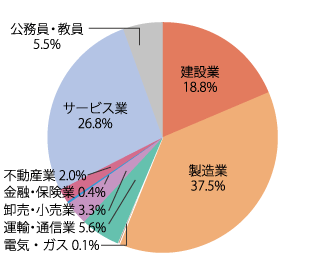 公務員・教員
5.5%
建設業
18.8%
サービス業
26.8%
製造業
37.5%
不動産業 2.0%
金融・保険業 0.4%
卸売・小売業 3.3%
運輸・通信業 5.6%
電気・ガス 0.1%